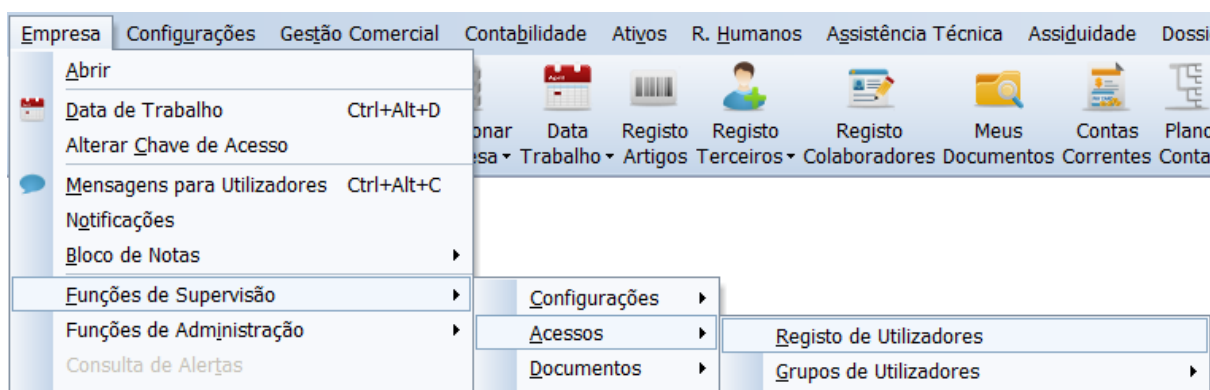 Empresa Configurações Gestão Comercial Contabilidade Ativos R. Humanos Assistência Técnica Assiduidade
Abrir
Data de Trabalho Ctrl+Alt+D
Alterar Chave de Acesso
Mensagens para Utilizadores Ctrl+Alt+C
Notificações
Bloco de Notas
Funções de Supervisão
Funções de Administração
Consulta de Alertas
April
Data Registo Registo Registo Meus Contas
Trabalho Artigos Terceiros Colaboradores Documentos Correntes
Configurações
Acessos
Documentos
Registo de Utilizadores
Grupos de Utilizadores